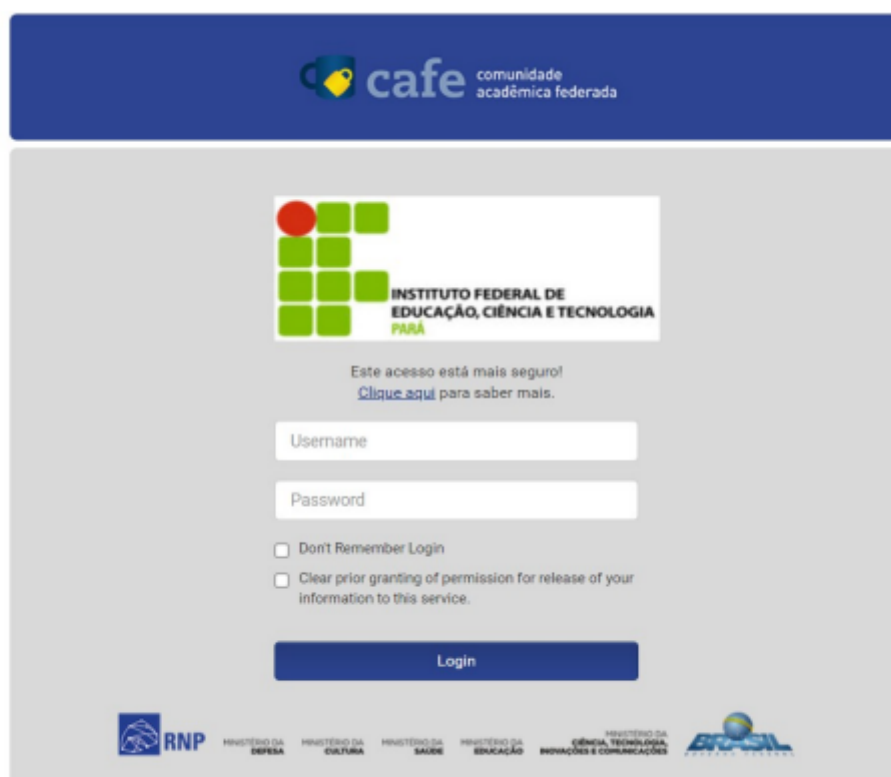 cafe comunidade
acadêmica federada
INSTITUTO FEDERAL DE
EDUCAÇÃO, CIÊNCIA E TECNOLOGIA
PARÁ
Este acesso está mais seguro!
Clique aqui para saber mais.
Username
Password
Don't Remember Login
Clear prior granting of permission for release of your
information to this service.
Login
RNP
MINISTÉRIO DA
DEFESA
MINISTÉRIO DA
CULTURA
MINISTÉRIO DA
SAÚDE
MINISTÉRIO DA
EDUCAÇÃO
MINISTÉRIO DA
CIÊNCIA, TECNOLOGIA,
INOVAÇÕES E COMUNICAÇÕES
BRASIL
GOVERNO FEDERAL